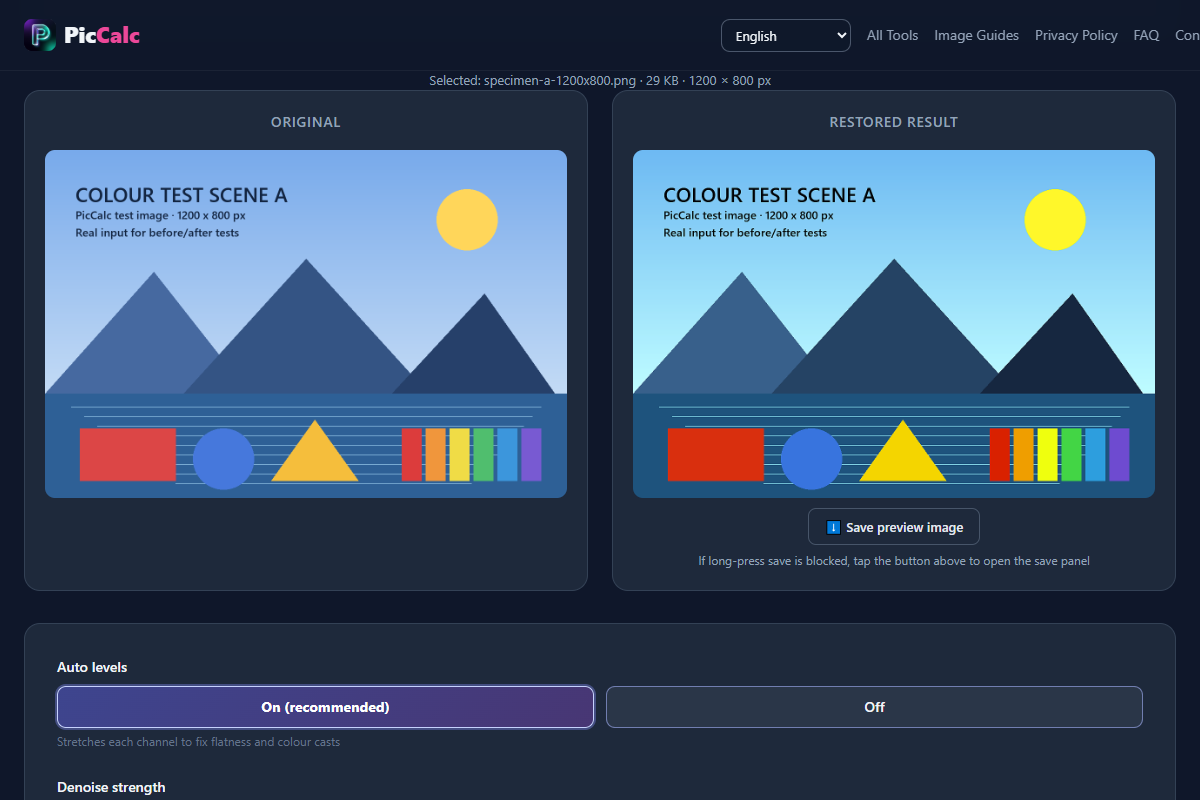 PicCalc
English
All Tools
Image Guides
Privacy Policy
FAQ
Con
Selected: specimen-a-1200x800.png · 29 KB · 1200 × 800 px
ORIGINAL
COLOUR TEST SCENE A
PicCalc test image · 1200 x 800 px
Real input for before/after tests
RESTORED RESULT
COLOUR TEST SCENE A
PicCalc test image · 1200 x 800 px
Real input for before/after tests
Save preview image
If long-press save is blocked, tap the button above to open the save panel
Auto levels
On (recommended)
Off
Stretches each channel to fix flatness and colour casts
Denoise strength